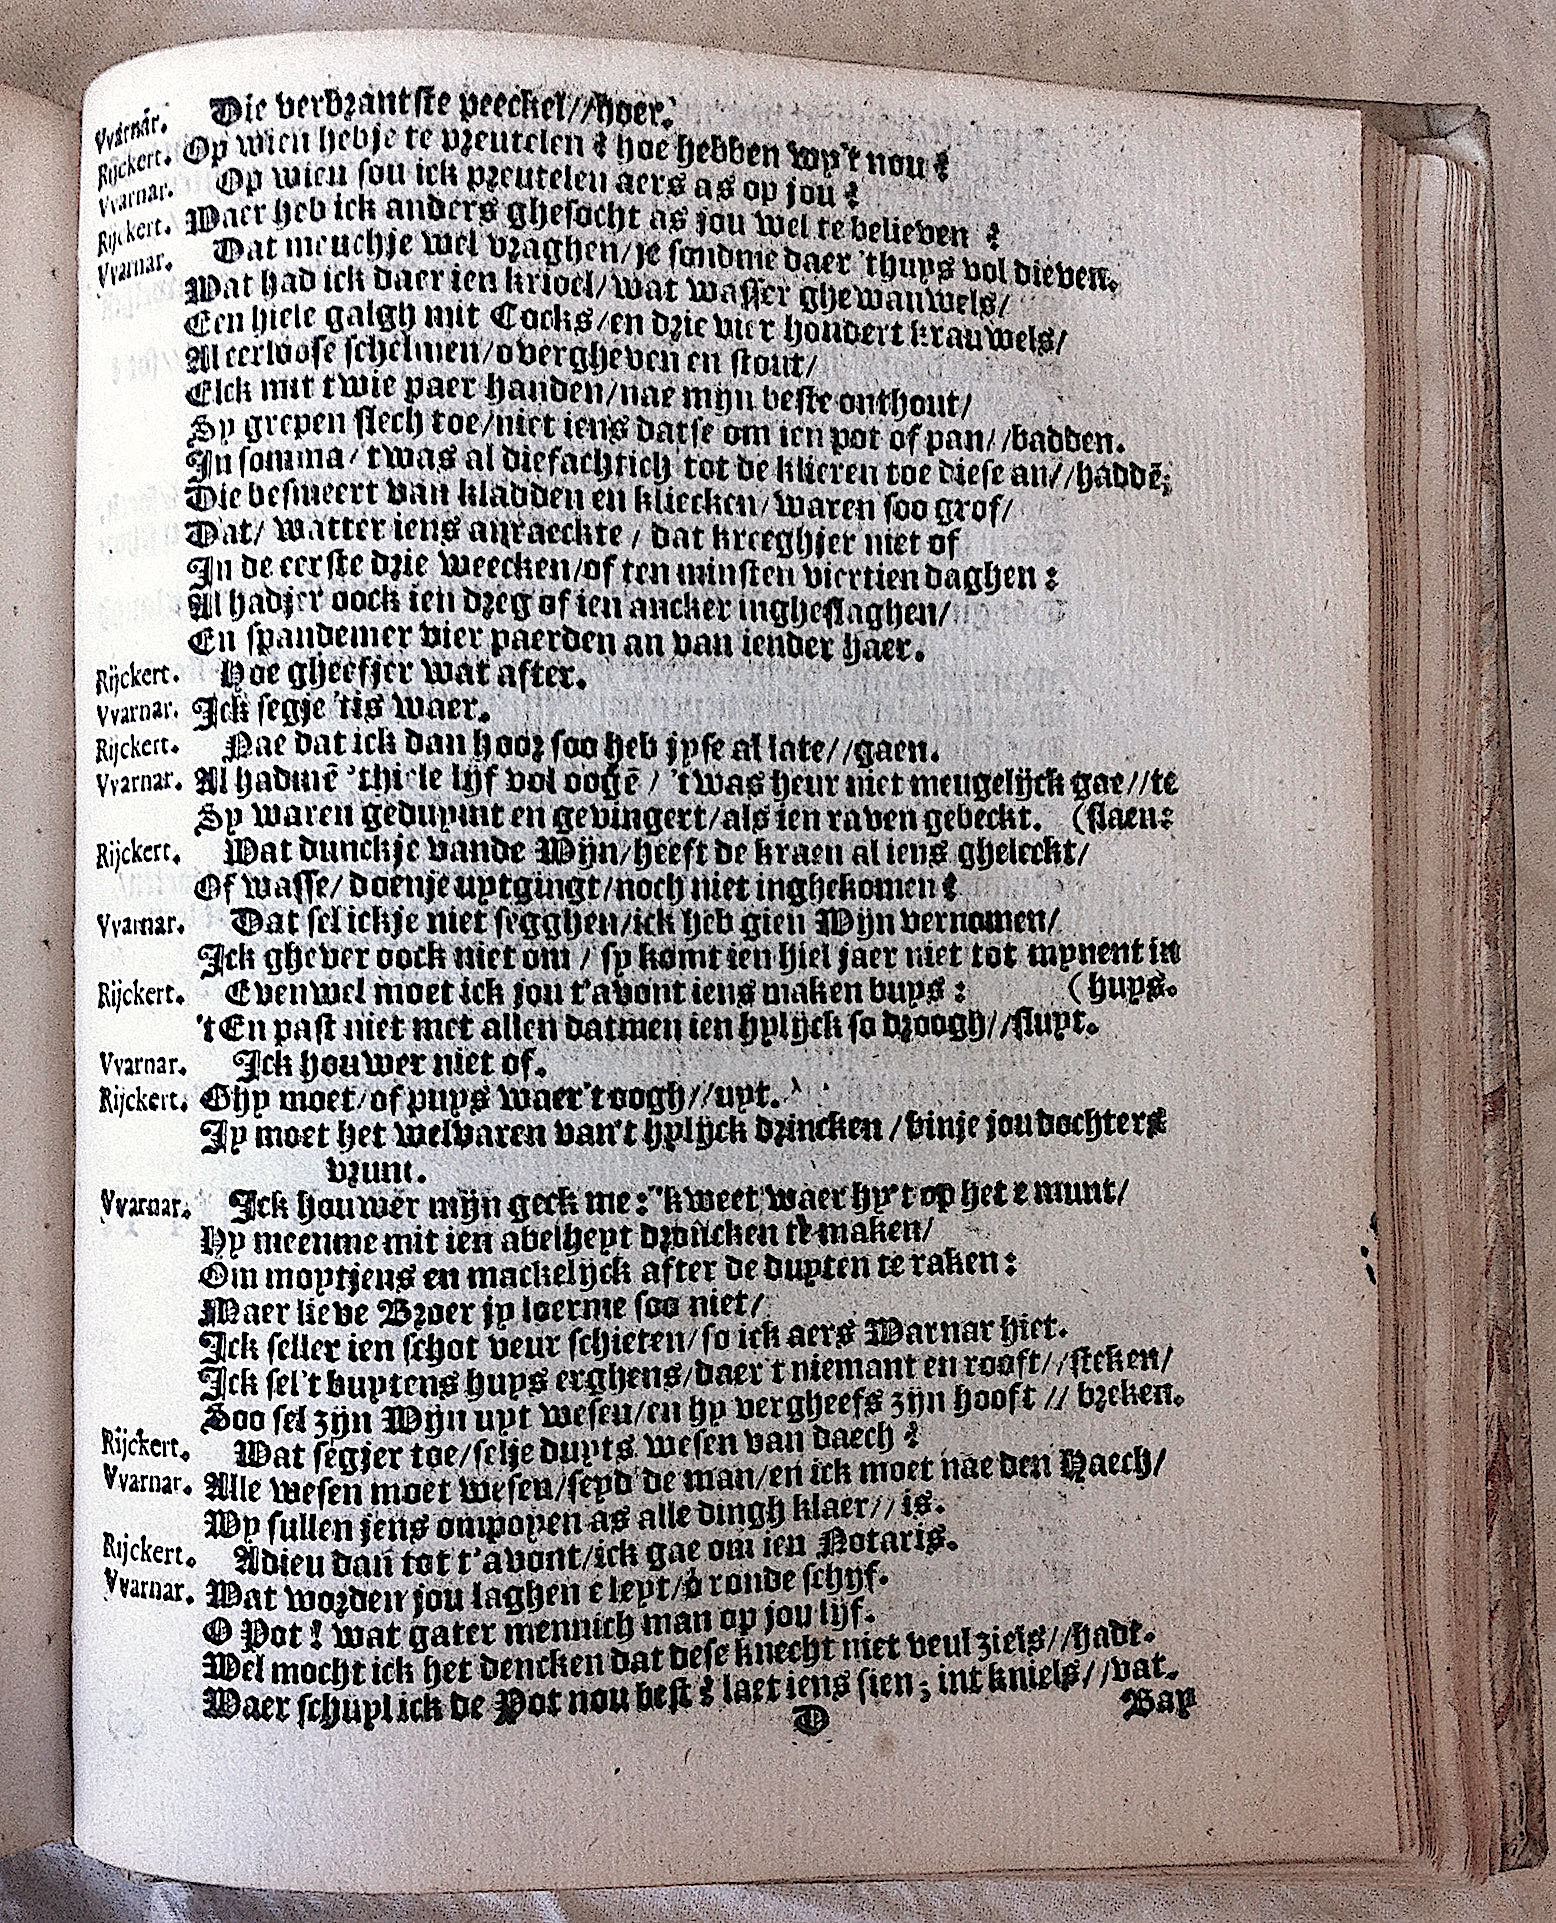 Vvarnar. Die verbrantste peeckel//hoer.
Rijckert. Op wien hebje te preutelen? hoe hebben wy't nou?
Vvarnar. Op wien sou ick preutelen aers as op jou?
Rijckert. Waer heb ick anders ghesocht as jou wel te believen?
Vvarnar. Dat meuchje wel vraghen/je sondme daer 'thuys vol dieven.
Wat had ick daer ien krioel/wat wasser ghewauwels/
Een hiele galgh mit Cocks/en drie vier hondert krauwels/
Al eerloose schelmen/overgheven en stout/
Elck mit twie paer handen/nae mijn beste onthout/
Sy grepen slech toe/niet iens datse om ien pot of pan//badden.
In somma/ twas al diefachtich tot de klieren toe diese an//haddē;
Die besmeert van kladden en kliecken/waren soo grof/
Dat/ watter iens anraeckte/ dat kreeghjer niet of
In de eerste drie weecken/of ten minsten viertien daghen:
Al hadjer oock ien dreg of ien ancker ingheslaghen/
En spandemer vier paerden an van iender haer.
Rijckert. Hoe gheefjer wat after.
Vvarnar. Ick segje 'tis waer.
Rijckert. Nae dat ick dan hoor soo heb jyse al late//gaen.
Vvarnar. Al hadmē 'thiele lijf vol oogē/ 'twas heur niet meugelijck gae//te
Sy waren geduymt en gevingert/als ien raven gebeckt. (slaen:
Rijckert. Wat dunckje vande Wijn/heeft de kraen al iens gheleckt/
Of wasse/ doenje uytgingt/noch niet inghekomen?
Vvarnar. Dat sel ickje niet segghen/ick heb gien Wijn vernomen/
Ick ghever oock niet om/ sy komt ien hiel jaer niet tot mynent in
Rijckert. Evenwel moet ick jou t'avont iens maken buys: (huys.
't En past niet met allen datmen ien hylijck so droogh//sluyt.
Vvarnar. Ick houwer niet of.
Rijckert. Ghy moet/of puys waer't oogh//uyt.
Jy moet het welvaren van't hylijck drincken/binje jou dochters
vrunt.
Vvarnar. Ick houwer mijn geck me: 'kweet waer hy't op het e munt/
Hy meenme mit ien abelheyt droncken te maken/
Om moytjens en mackelijck after de duyten te raken:
Maer lieve Broer jy loerme soo niet/
Ick seller ien schot veur schieten/so ick aers Warnar hiet.
Ick sel't buytens huys erghens/daer't niemant en rooft//steken/
Soo sel zijn Wijn uyt wesen/en hy vergheefs zijn hooft // breken.
Rijckert. Wat segjer toe/selje duyts wesen van daech?
Vvarnar. Alle wesen moet wesen/seyd de man/en ick moet nae den Haech/
Wy sullen jens ompoyen as alle dingh klaer// is.
Rijckert. Adieu dan tot t'avont/ick gae om ien Notaris.
Vvarnar. Wat worden jou laghen e leyt/ô ronde schijf.
O Pot! wat gater mennich man op jou lijf.
Wel mocht ick het dencken dat dese knecht niet veul ziels//hadt.
Waer schuyl ick de Pot nou best? laet iens sien; int kniels//vat.
D Bay